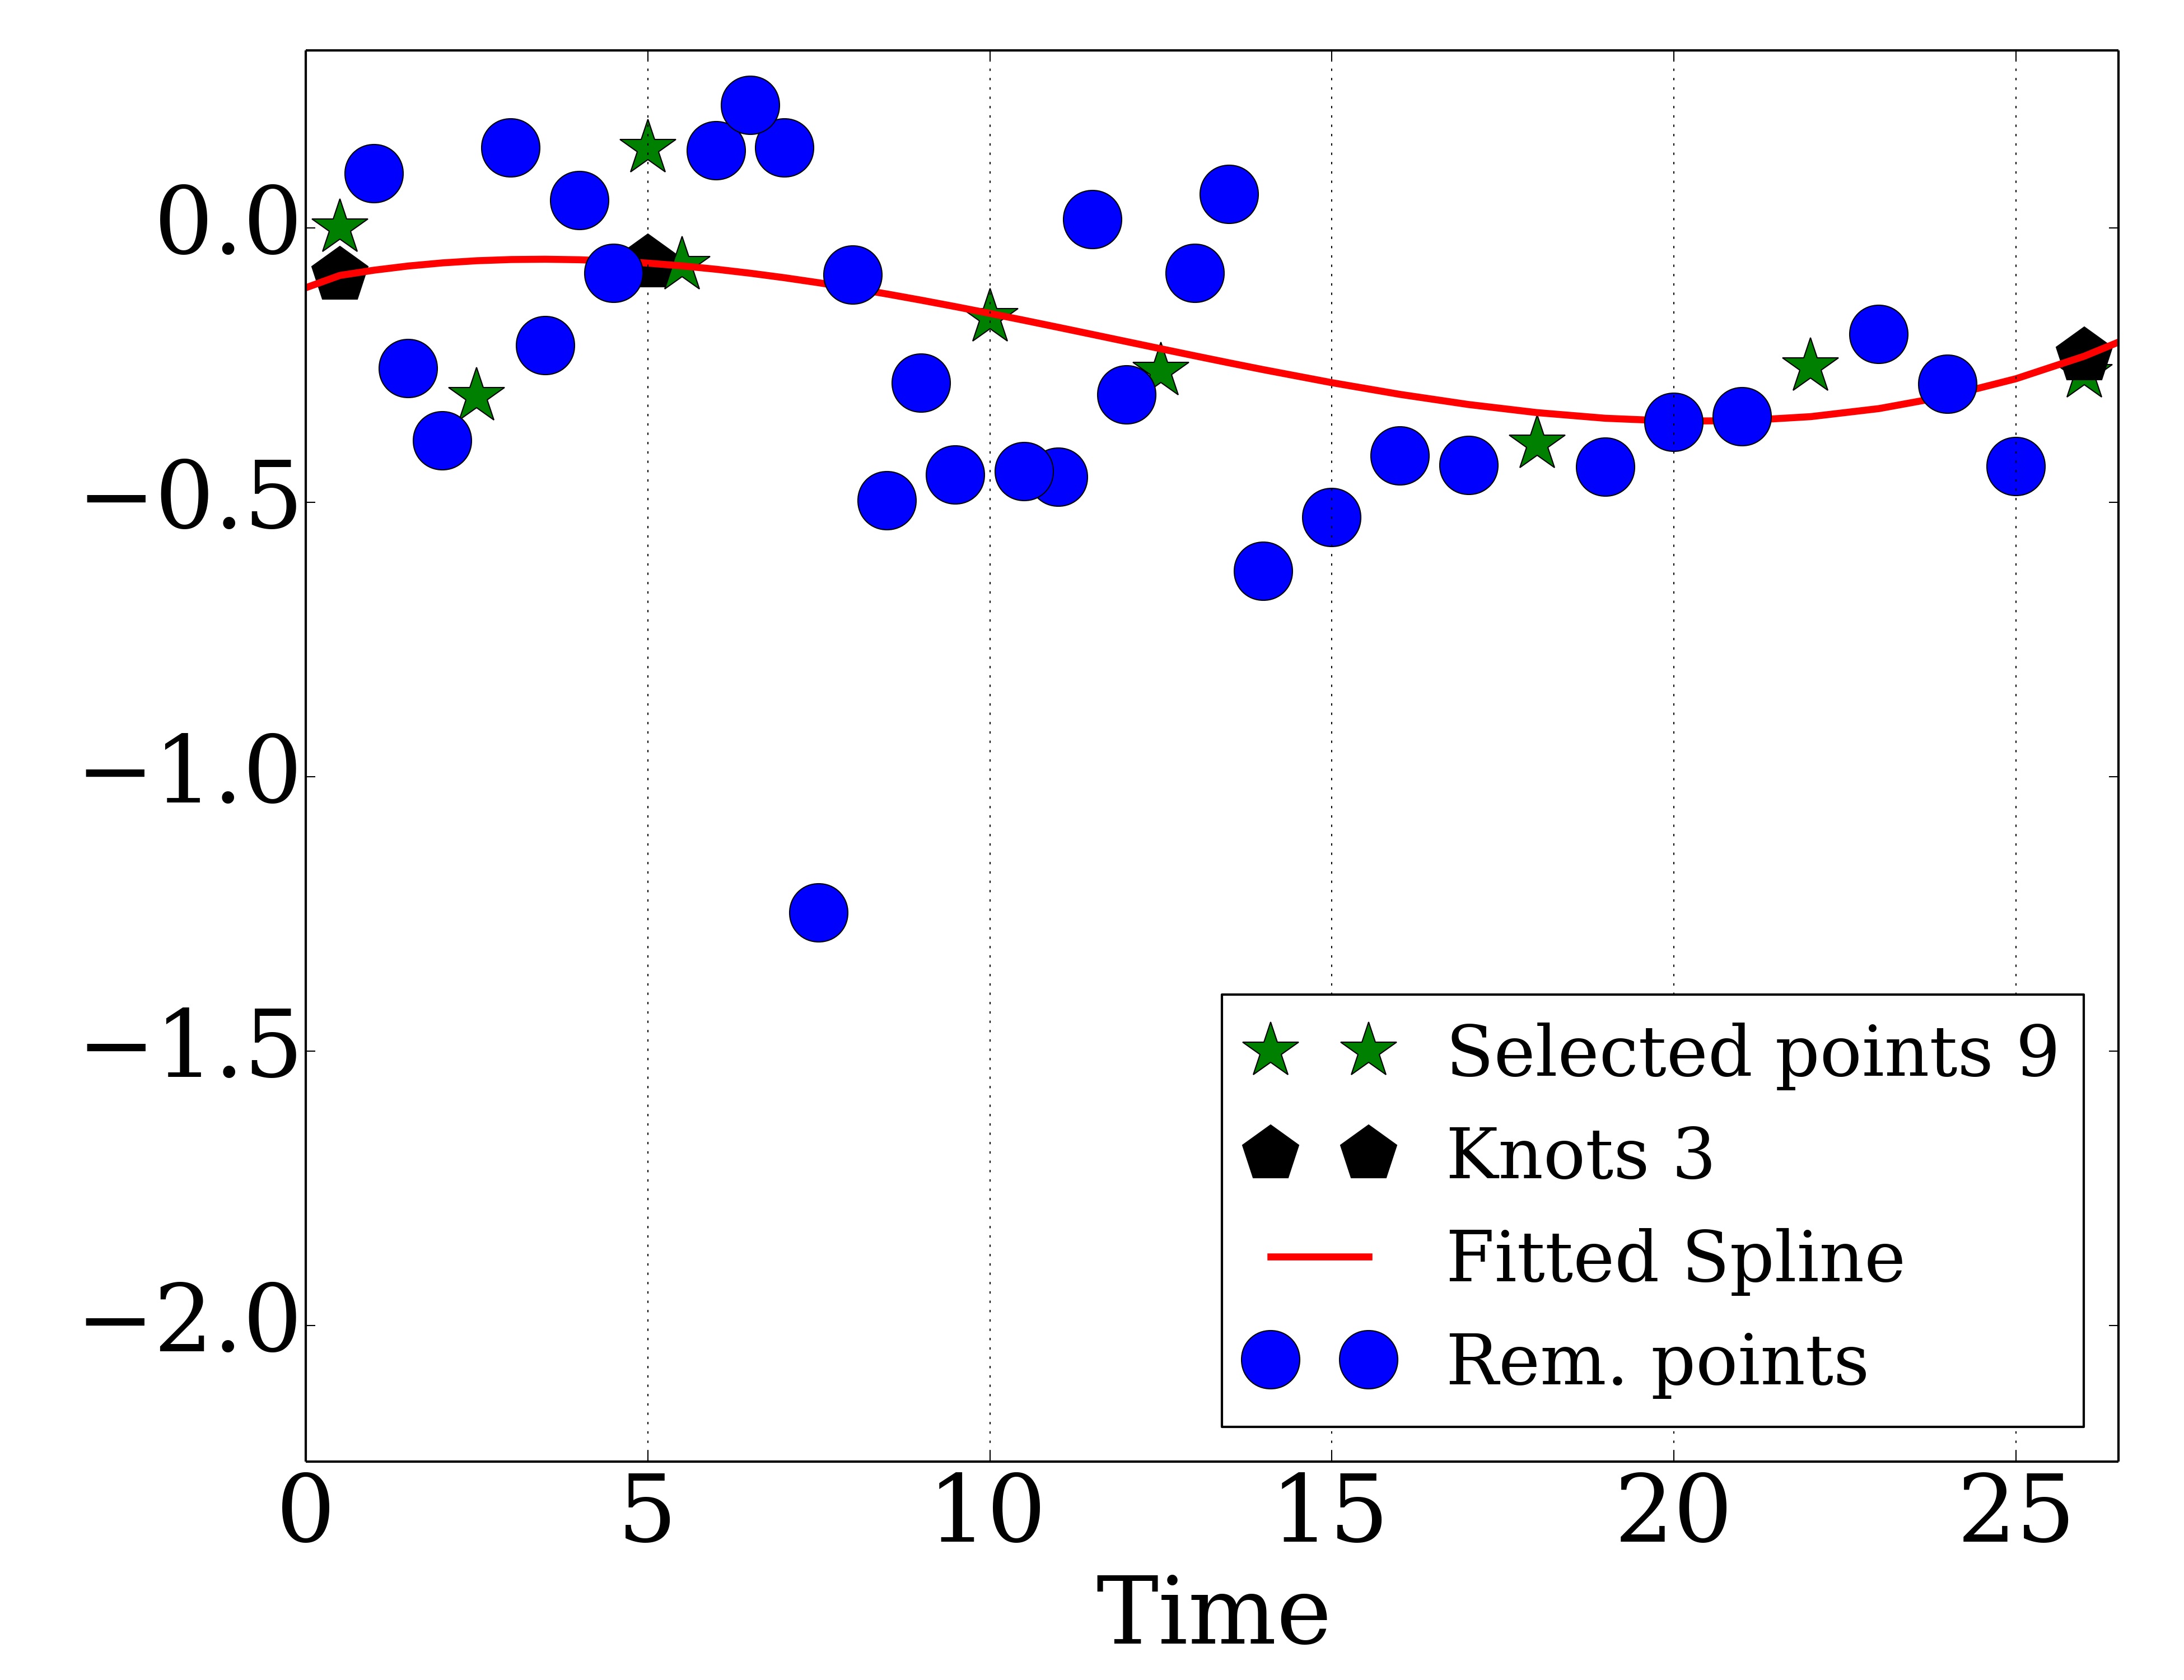 0.0
−0.5
−1.0
−1.5
−2.0
Selected points 9
Knots 3
Fitted Spline
Rem. points
0 5 10 15 20 25
Time